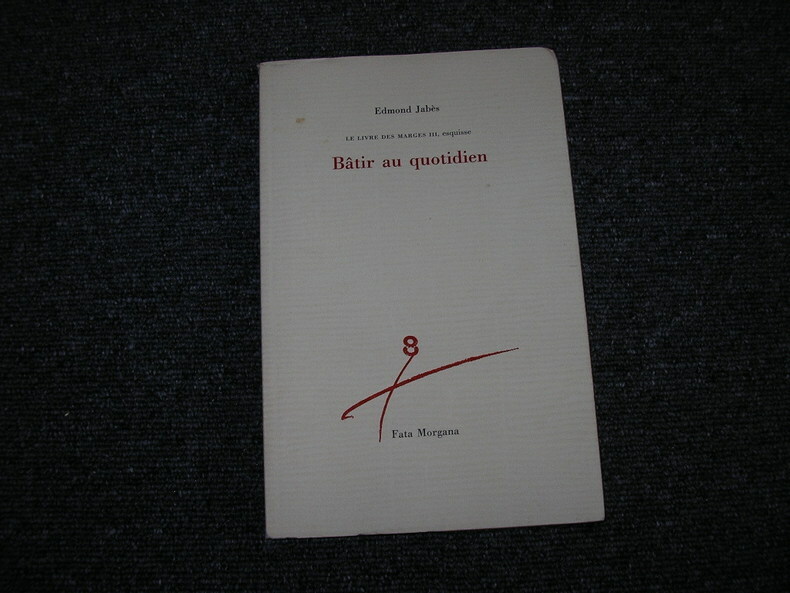 Edmond Jabès
LE LIVRE DES MARGES III, esquisse
Bâtir au quotidien
8
Fata Morgana